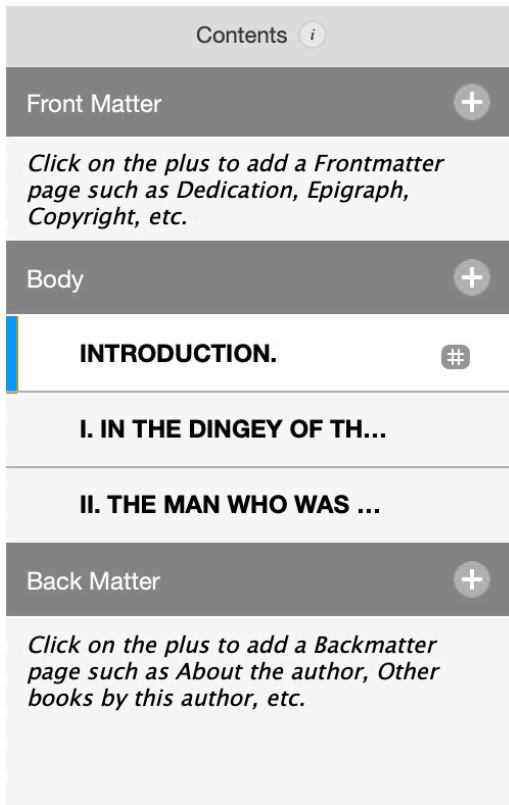 Contents i
Front Matter +
Click on the plus to add a Frontmatter
page such as Dedication, Epigraph,
Copyright, etc.
Body +
INTRODUCTION. #
I. IN THE DINGEY OF TH...
II. THE MAN WHO WAS ...
Back Matter +
Click on the plus to add a Backmatter
page such as About the author, Other
books by this author, etc.